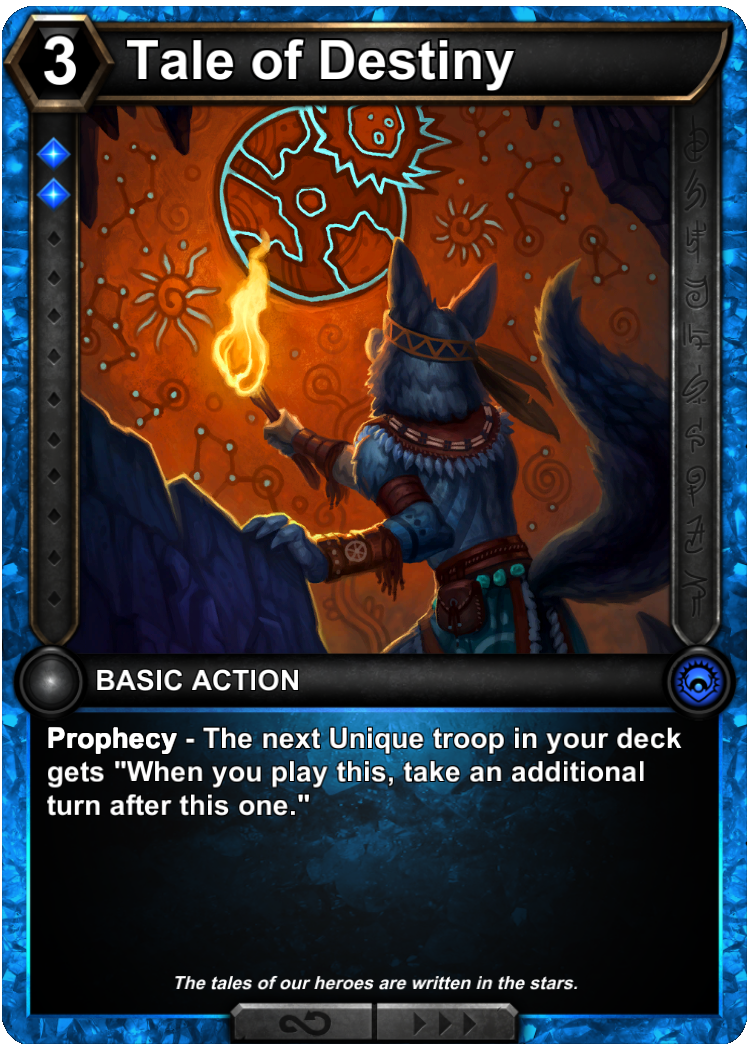 3 Tale of Destiny
BASIC ACTION
Prophecy - The next Unique troop in your deck
gets "When you play this, take an additional
turn after this one."
The tales of our heroes are written in the stars.